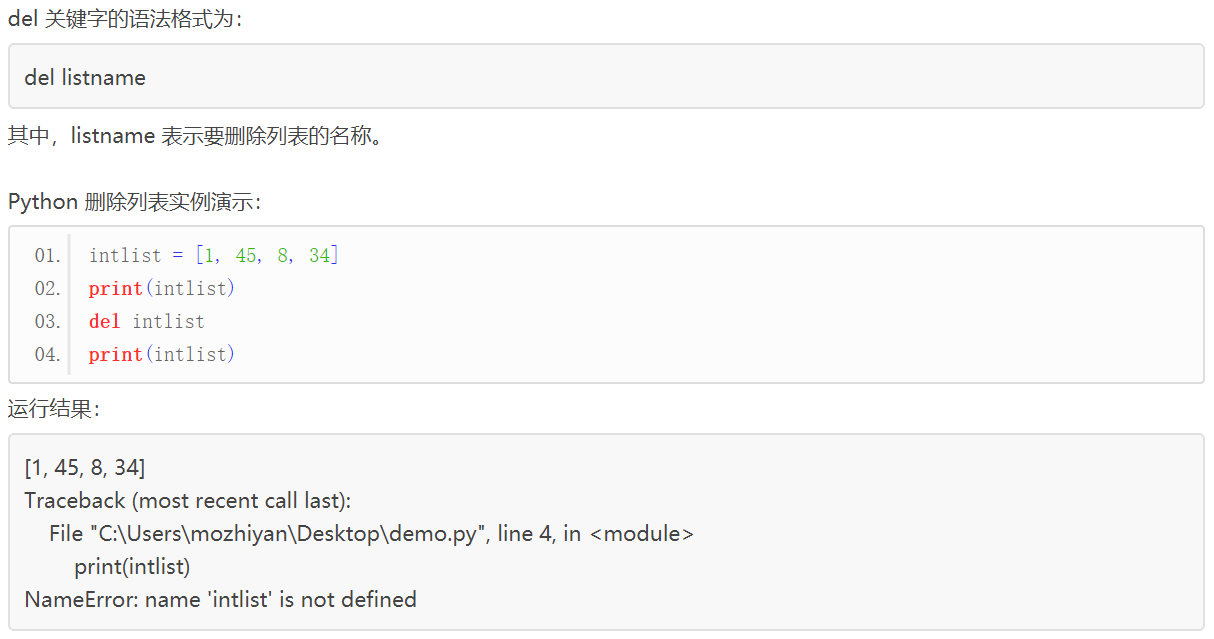 del 关键字的语法格式为：
del listname
其中，listname 表示要删除列表的名称。
Python 删除列表实例演示：
01. intlist = [1, 45, 8, 34]
02. print(intlist)
03. del intlist
04. print(intlist)
运行结果：
[1, 45, 8, 34]
Traceback (most recent call last):
File "C:\Users\mozhiyan\Desktop\demo.py", line 4, in <module>
print(intlist)
NameError: name 'intlist' is not defined